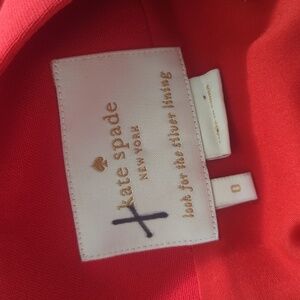 kate spade
NEW YORK
look for the silver lining
0